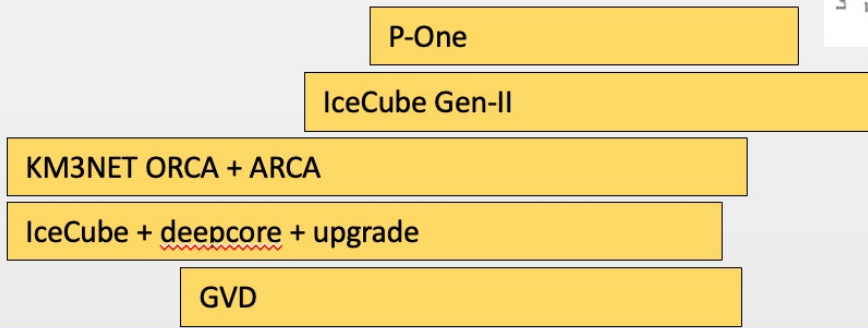 P-One
IceCube Gen-II
KM3NET ORCA + ARCA
IceCube + deepcore + upgrade
GVD